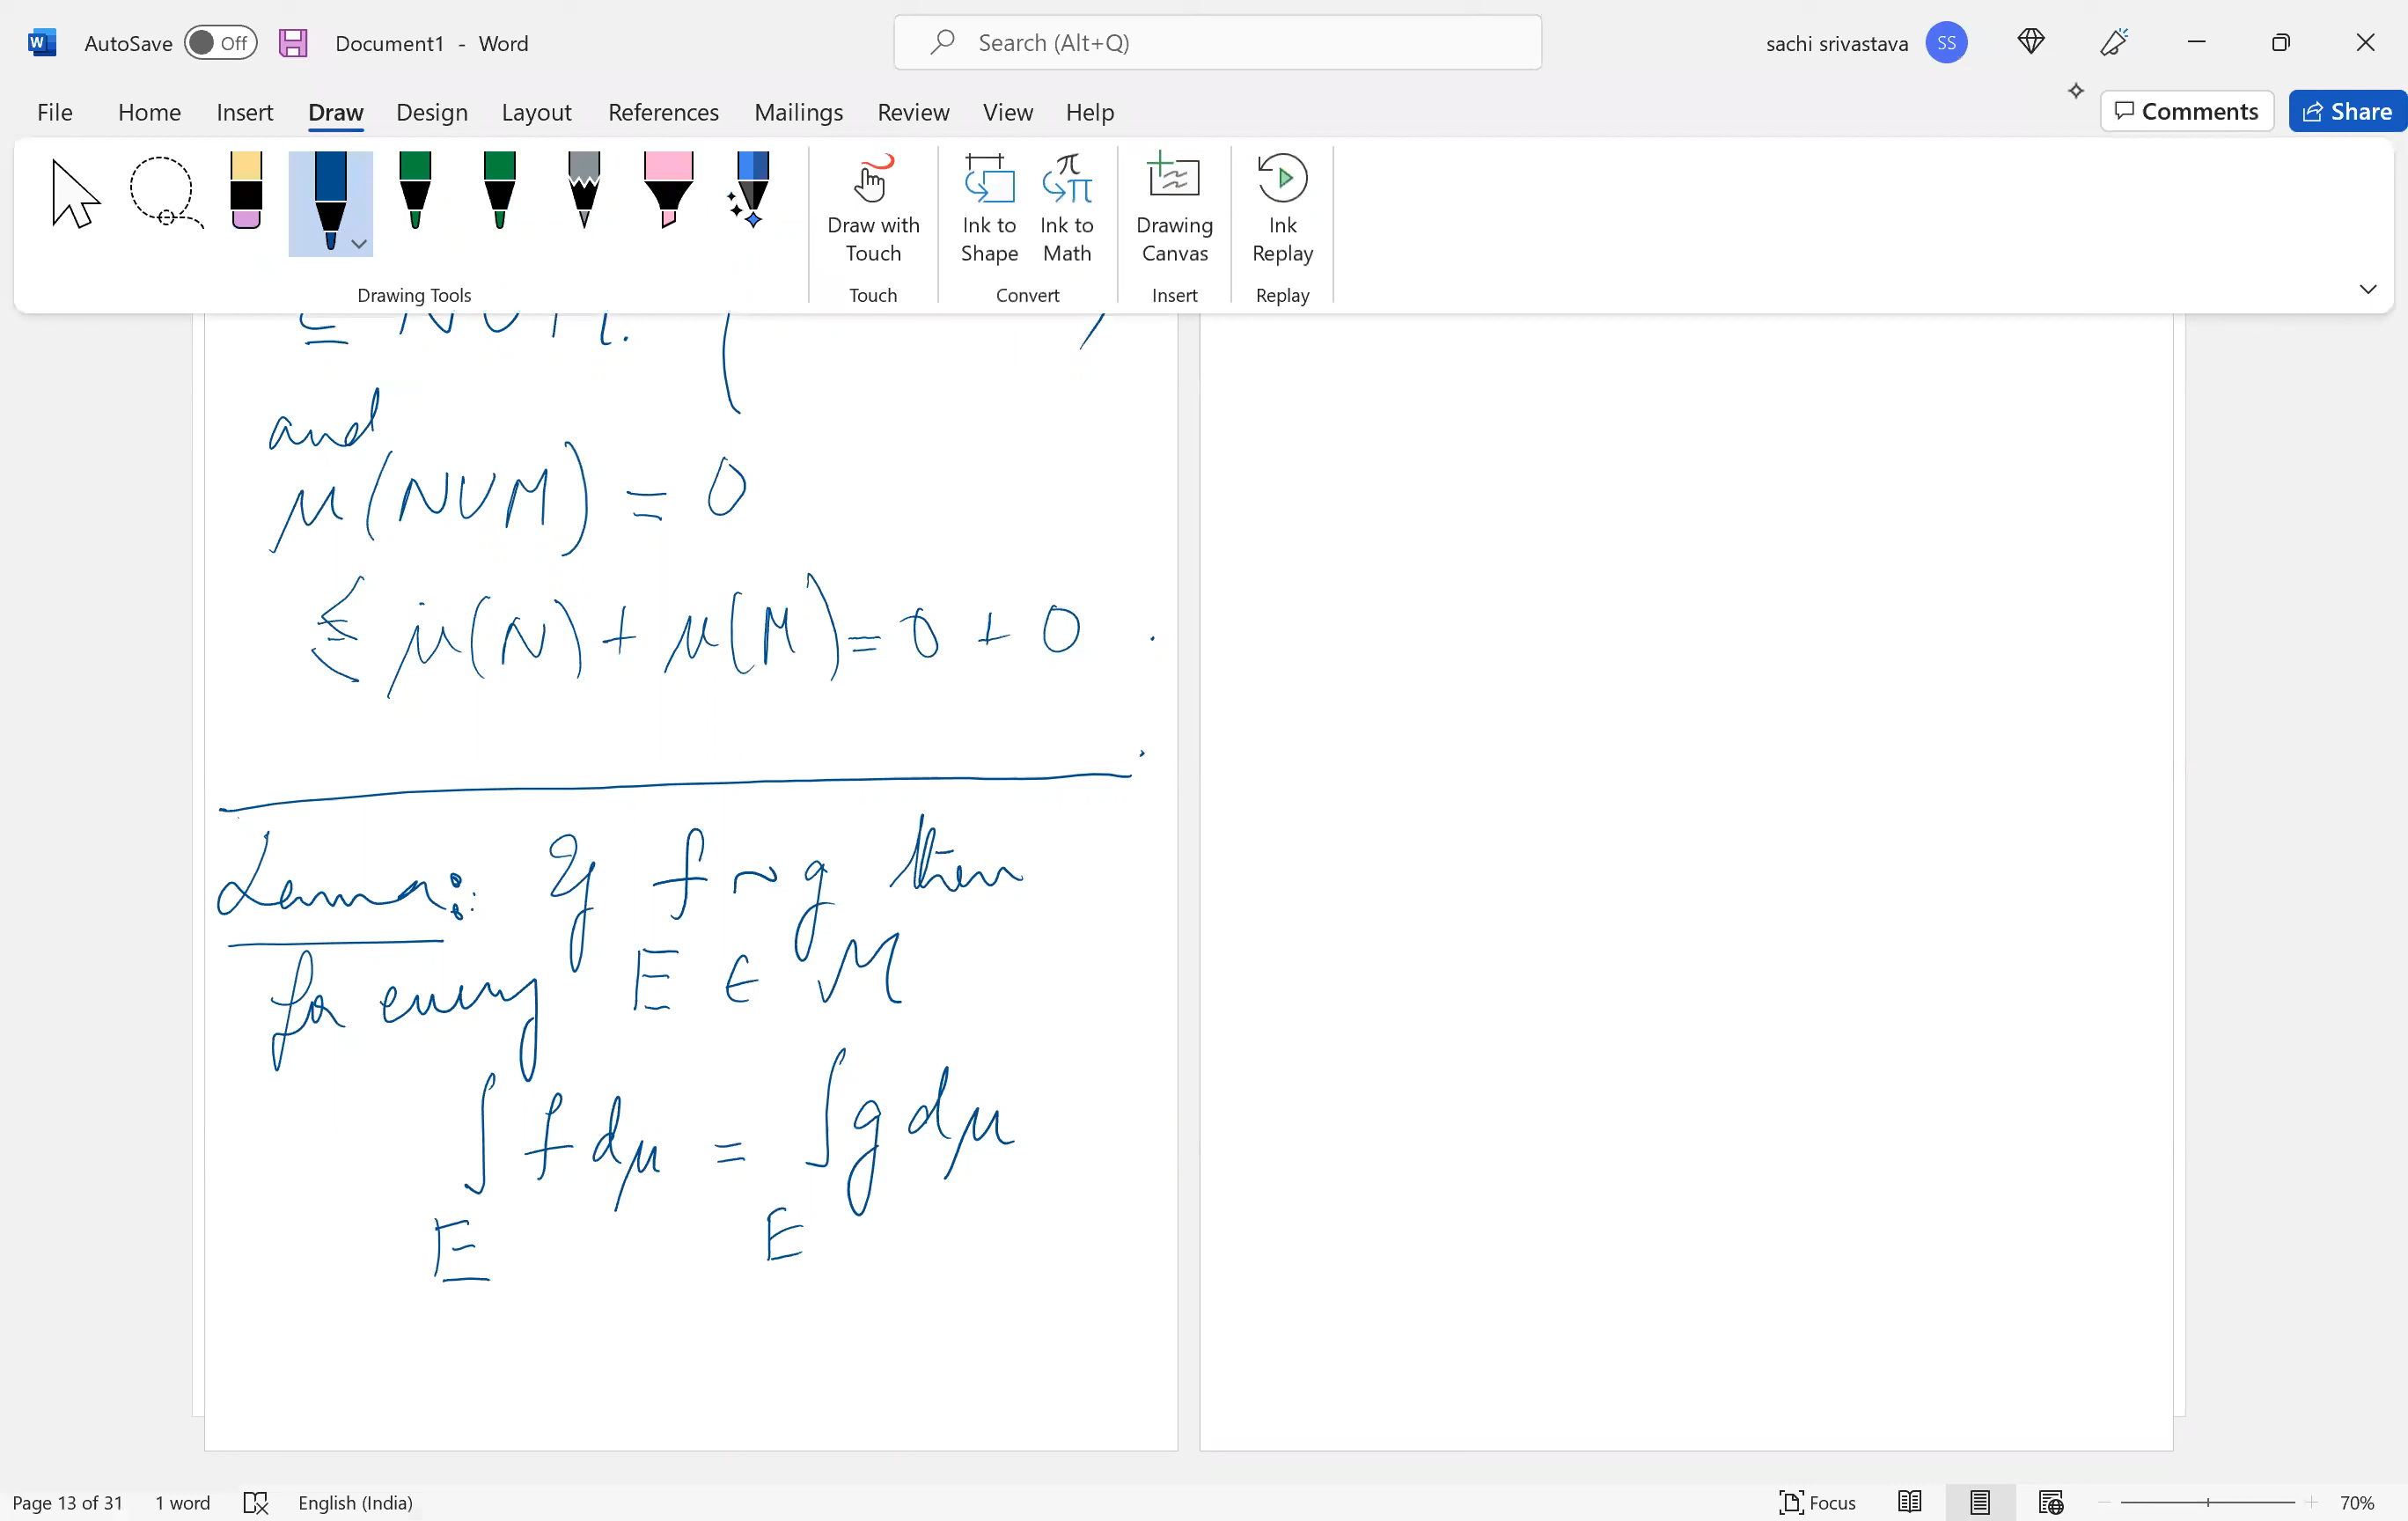 AutoSave Off Document1 - Word Search (Alt+Q) sachi srivastava SS
File Home Insert Draw Design Layout References Mailings Review View Help Comments Share
Draw with Touch
Ink to Shape
Ink to Math
Drawing Canvas
Ink Replay
Drawing Tools Touch Convert Insert Replay
⊆ NUM.
and
μ(NUM) = 0
≤ μ(N) + μ(M) = 0 + 0 .
Lemma: If f ~ g then
for every E ∈ M
∫ f dμ = ∫ g dμ
E E
Page 13 of 31 1 word English (India) Focus 70%